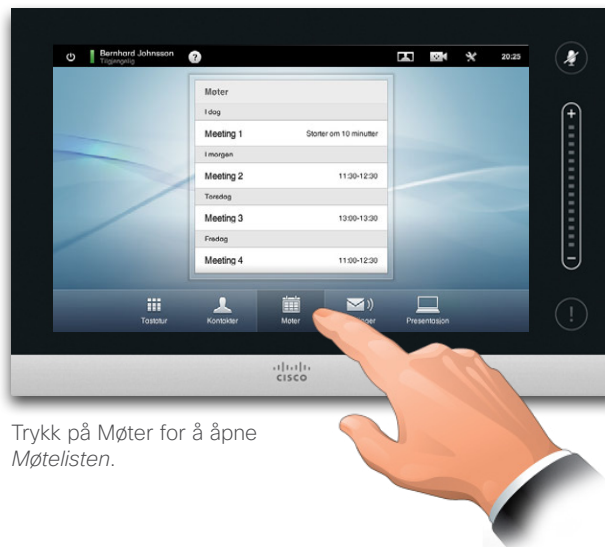 Bernhard Johnsson
Tilgjengelig
?
20:25
Møter
I dag
Meeting 1 Starter om 10 minutter
I morgen
Meeting 2 11:30-12:30
Torsdag
Meeting 3 13:00-13:30
Fredag
Meeting 4 11:00-12:30
Tastatur Kontakter Møter Presentasjon
CISCO
Trykk på Møter for å åpne
Møtelisten.